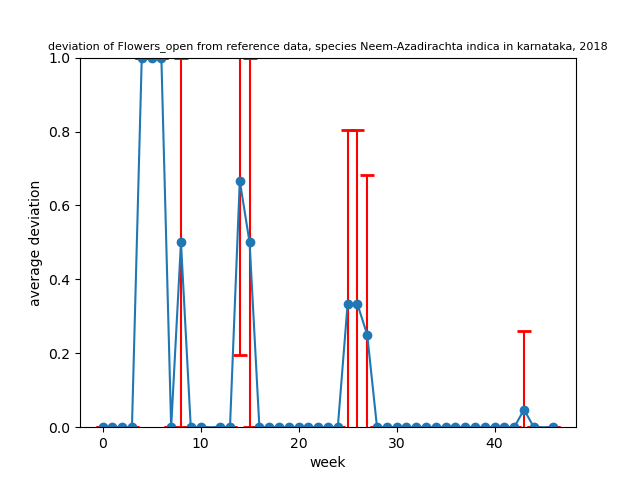 deviation of Flowers_open from reference data, species Neem-Azadirachta indica in karnataka, 2018
1.0
0.8
0.6
0.4
0.2
0.0
average deviation
0 10 20 30 40
week